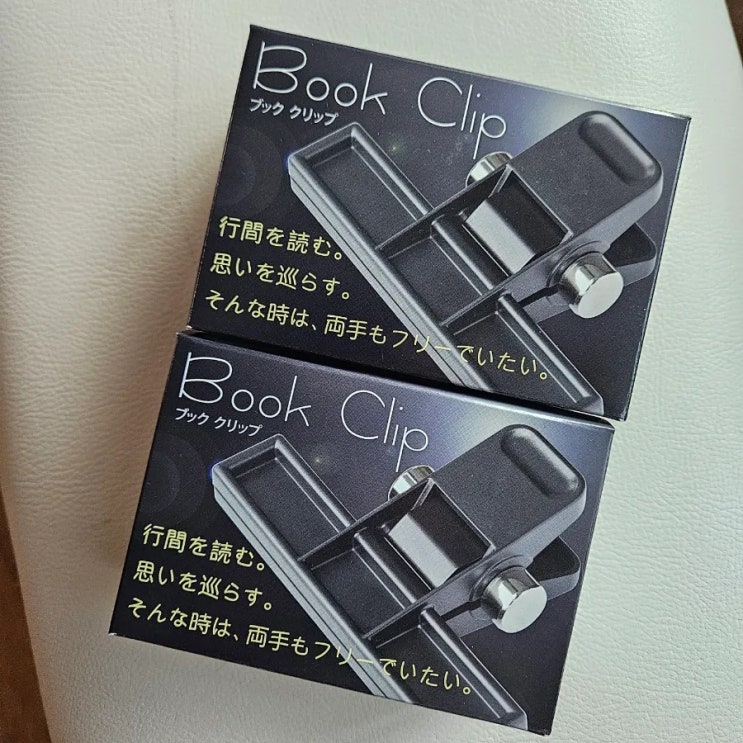 Book Clip
ブック クリップ
行間を読む。
思いを巡らす。
そんな時は、両手もフリーでいたい。
Book Clip
ブック クリップ
行間を読む。
思いを巡らす。
そんな時は、両手もフリーでいたい。